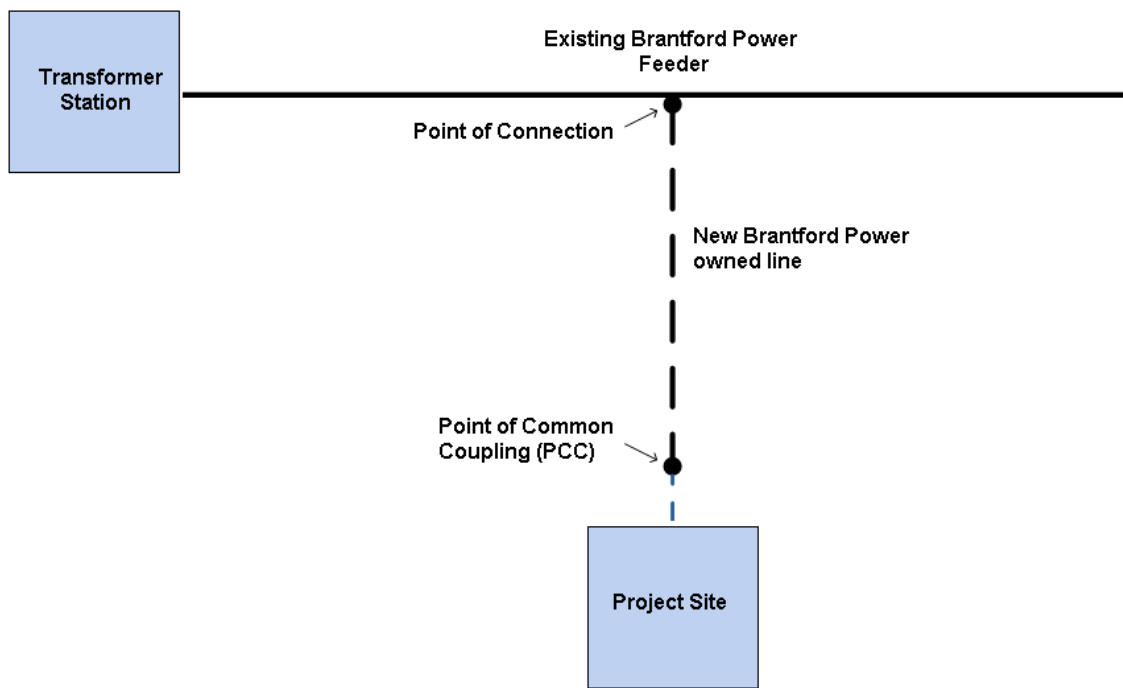 Transformer
Station
Existing Brantford Power
Feeder
Point of Connection
New Brantford Power
owned line
Point of Common
Coupling (PCC)
Project Site